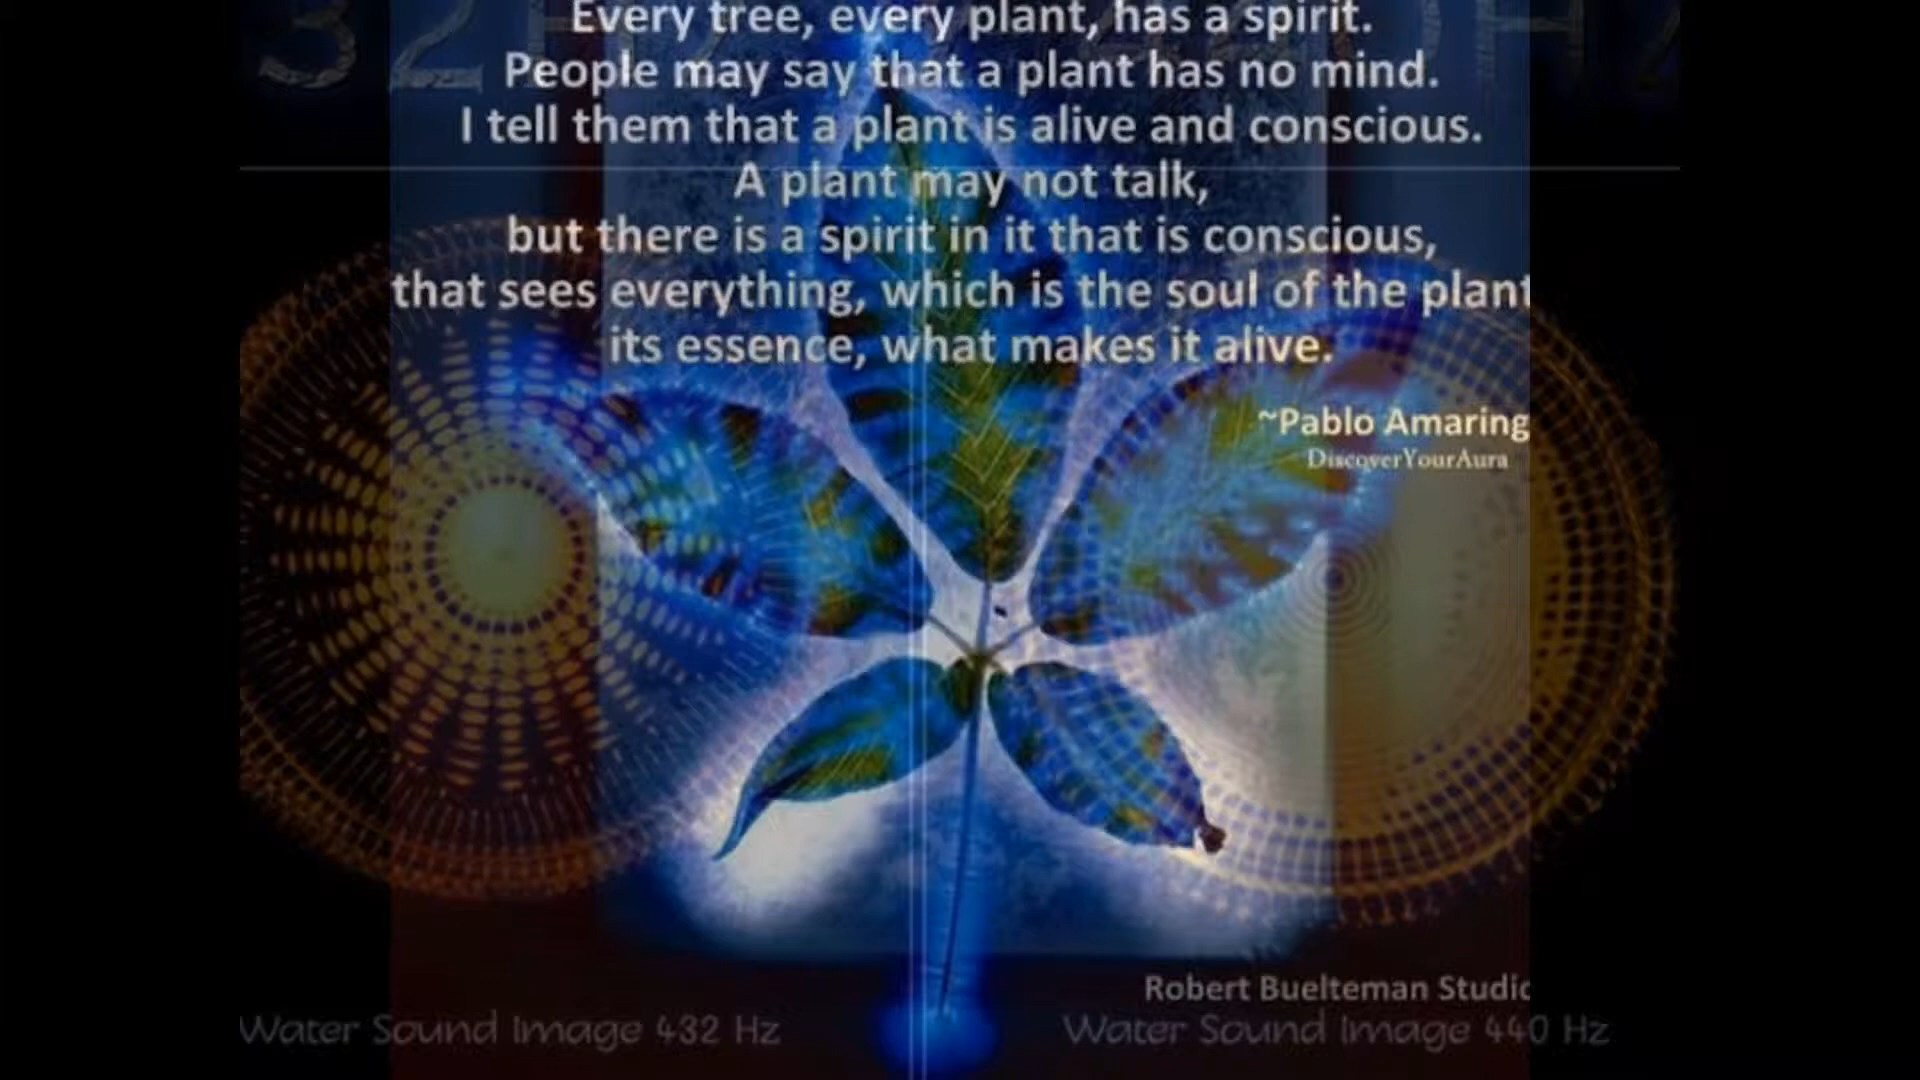 32H
0HZ
Every tree, every plant, has a spirit.
People may say that a plant has no mind.
I tell them that a plant is alive and conscious.
A plant may not talk,
but there is a spirit in it that is conscious,
that sees everything, which is the soul of the plant
its essence, what makes it alive.
~Pablo Amaring
DiscoverYourAura
Robert Buelteman Studio
Water Sound Image 432 Hz
Water Sound Image 440 Hz